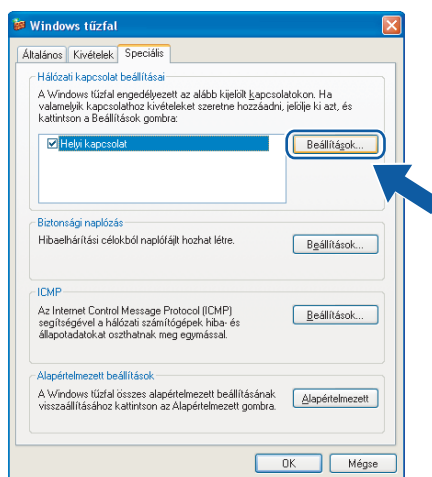 Windows tűzfal
Általános Kivételek Speciális
Hálózati kapcsolat beállításai
A Windows tűzfal engedélyezett az alább kijelölt kapcsolatokon. Ha
valamelyik kapcsolathoz kivételeket szeretne hozzáadni, jelölje ki azt, és
kattintson a Beállítások gombra:
Helyi kapcsolat
Beállítások...
Biztonsági naplózás
Hibaelhárítási célokból naplófájlt hozhat létre.
Beállítások...
ICMP
Az Internet Control Message Protocol (ICMP)
segítségével a hálózati számítógépek hiba- és
állapotadatokat oszthatnak meg egymással.
Beállítások...
Alapértelmezett beállítások
A Windows tűzfal összes alapértelmezett beállításának
visszaállításához kattintson az Alapértelmezett gombra.
Alapértelmezett
OK Mégse